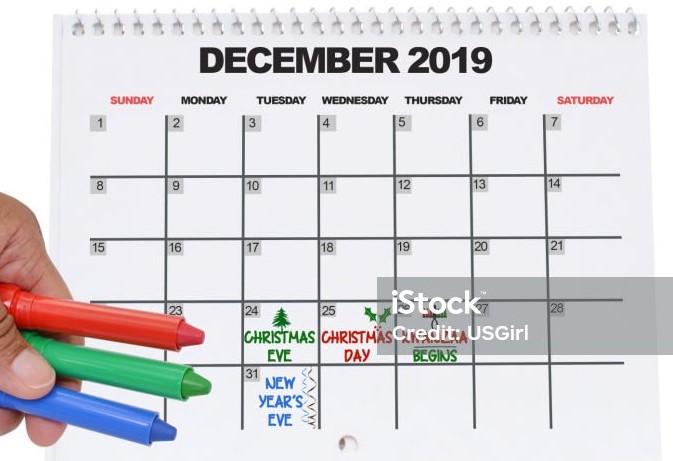 DECEMBER 2019
SUNDAY MONDAY TUESDAY WEDNESDAY THURSDAY FRIDAY SATURDAY
1 2 3 4 5 6 7
8 9 10 11 12 13 14
15 16 17 18 19 20 21
23 24 25 27 28
CHRISTMAS EVE
CHRISTMAS DAY
BEGINS
iStock™
Credit: USGirl
31
NEW
YEAR'S
EVE